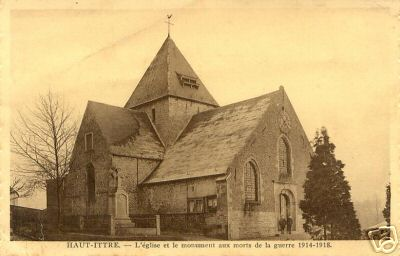 HAUT-ITTRE. — L'église et le monument aux morts de la guerre 1914-1918.